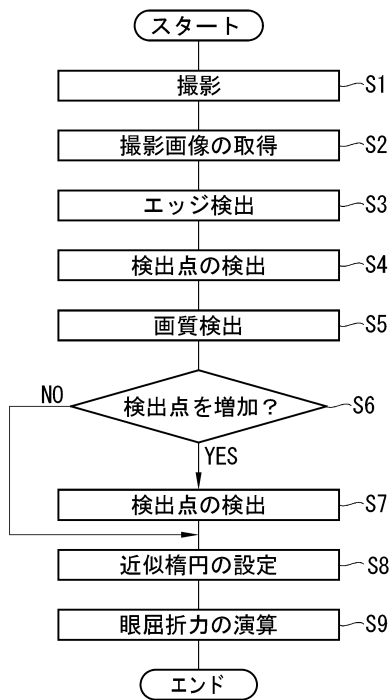 スタート
撮影 S1
撮影画像の取得 S2
エッジ検出 S3
検出点の検出 S4
画質検出 S5
NO
検出点を増加？ S6
YES
検出点の検出 S7
近似楕円の設定 S8
眼屈折力の演算 S9
エンド